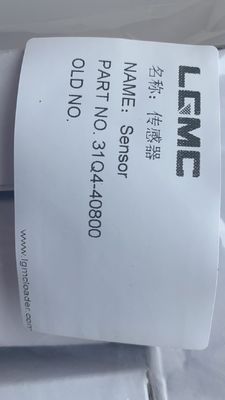 LGMC
名称：传感器
NAME: Sensor
PART NO. 31Q4-40800
OLD NO.
www.lgmcloader.com